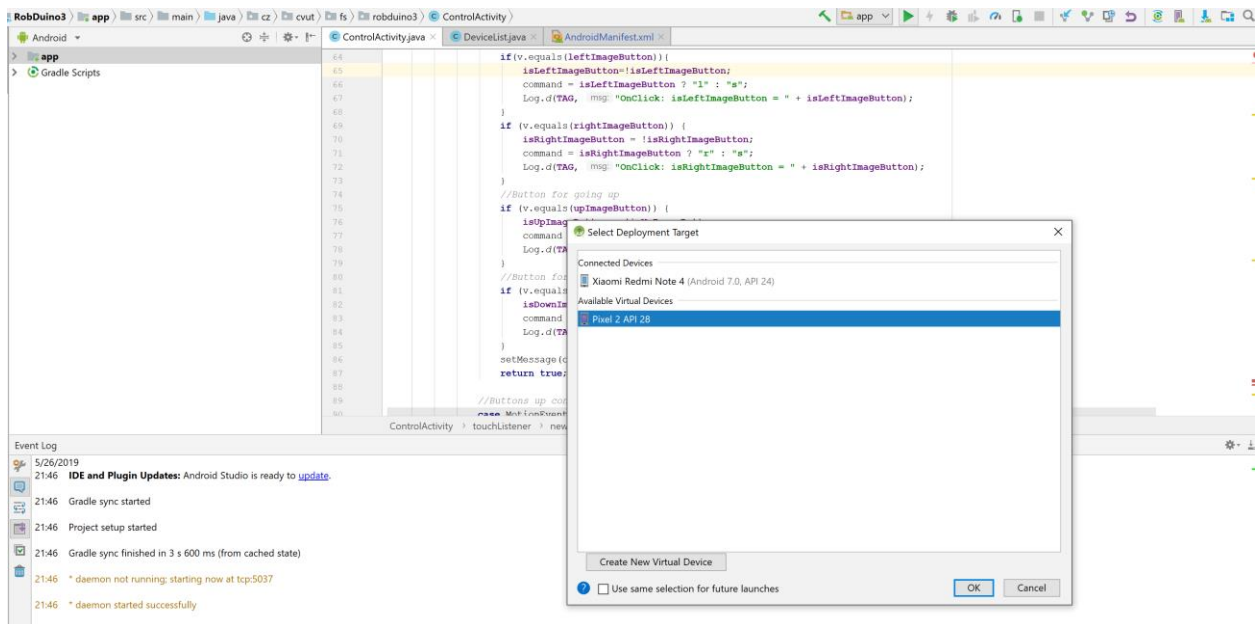 RobDuino3 app src main java cz cvut fs robduino3 ControlActivity
app
Android
ControlActivity.java DeviceList.java AndroidManifest.xml
app
Gradle Scripts
64 if(v.equals(leftImageButton)){
65 isLeftImageButton=!isLeftImageButton;
66 command = isLeftImageButton ? "l" : "s";
67 Log.d(TAG, msg: "OnClick: isLeftImageButton = " + isLeftImageButton);
68 }
69 if (v.equals(rightImageButton)) {
70 isRightImageButton = !isRightImageButton;
71 command = isRightImageButton ? "r" : "s";
72 Log.d(TAG, msg: "OnClick: isRightImageButton = " + isRightImageButton);
73 }
74 //Button for going up
75 if (v.equals(upImageButton)) {
76
77 command
78 Log.d(TA
79 }
80 //Button for
81 if (v.equals
82 isDownIm
83 command
84 Log.d(TA
85 }
86 setMessage(c
87 return true;
88
89 //Buttons up con
90 case MotionEvent
ControlActivity touchListener new
Select Deployment Target
Connected Devices
Xiaomi Redmi Note 4 (Android 7.0, API 24)
Available Virtual Devices
Pixel 2 API 28
Create New Virtual Device
Use same selection for future launches
OK Cancel
Event Log
5/26/2019
21:46 IDE and Plugin Updates: Android Studio is ready to update.
21:46 Gradle sync started
21:46 Project setup started
21:46 Gradle sync finished in 3 s 600 ms (from cached state)
21:46 * daemon not running; starting now at tcp:5037
21:46 * daemon started successfully